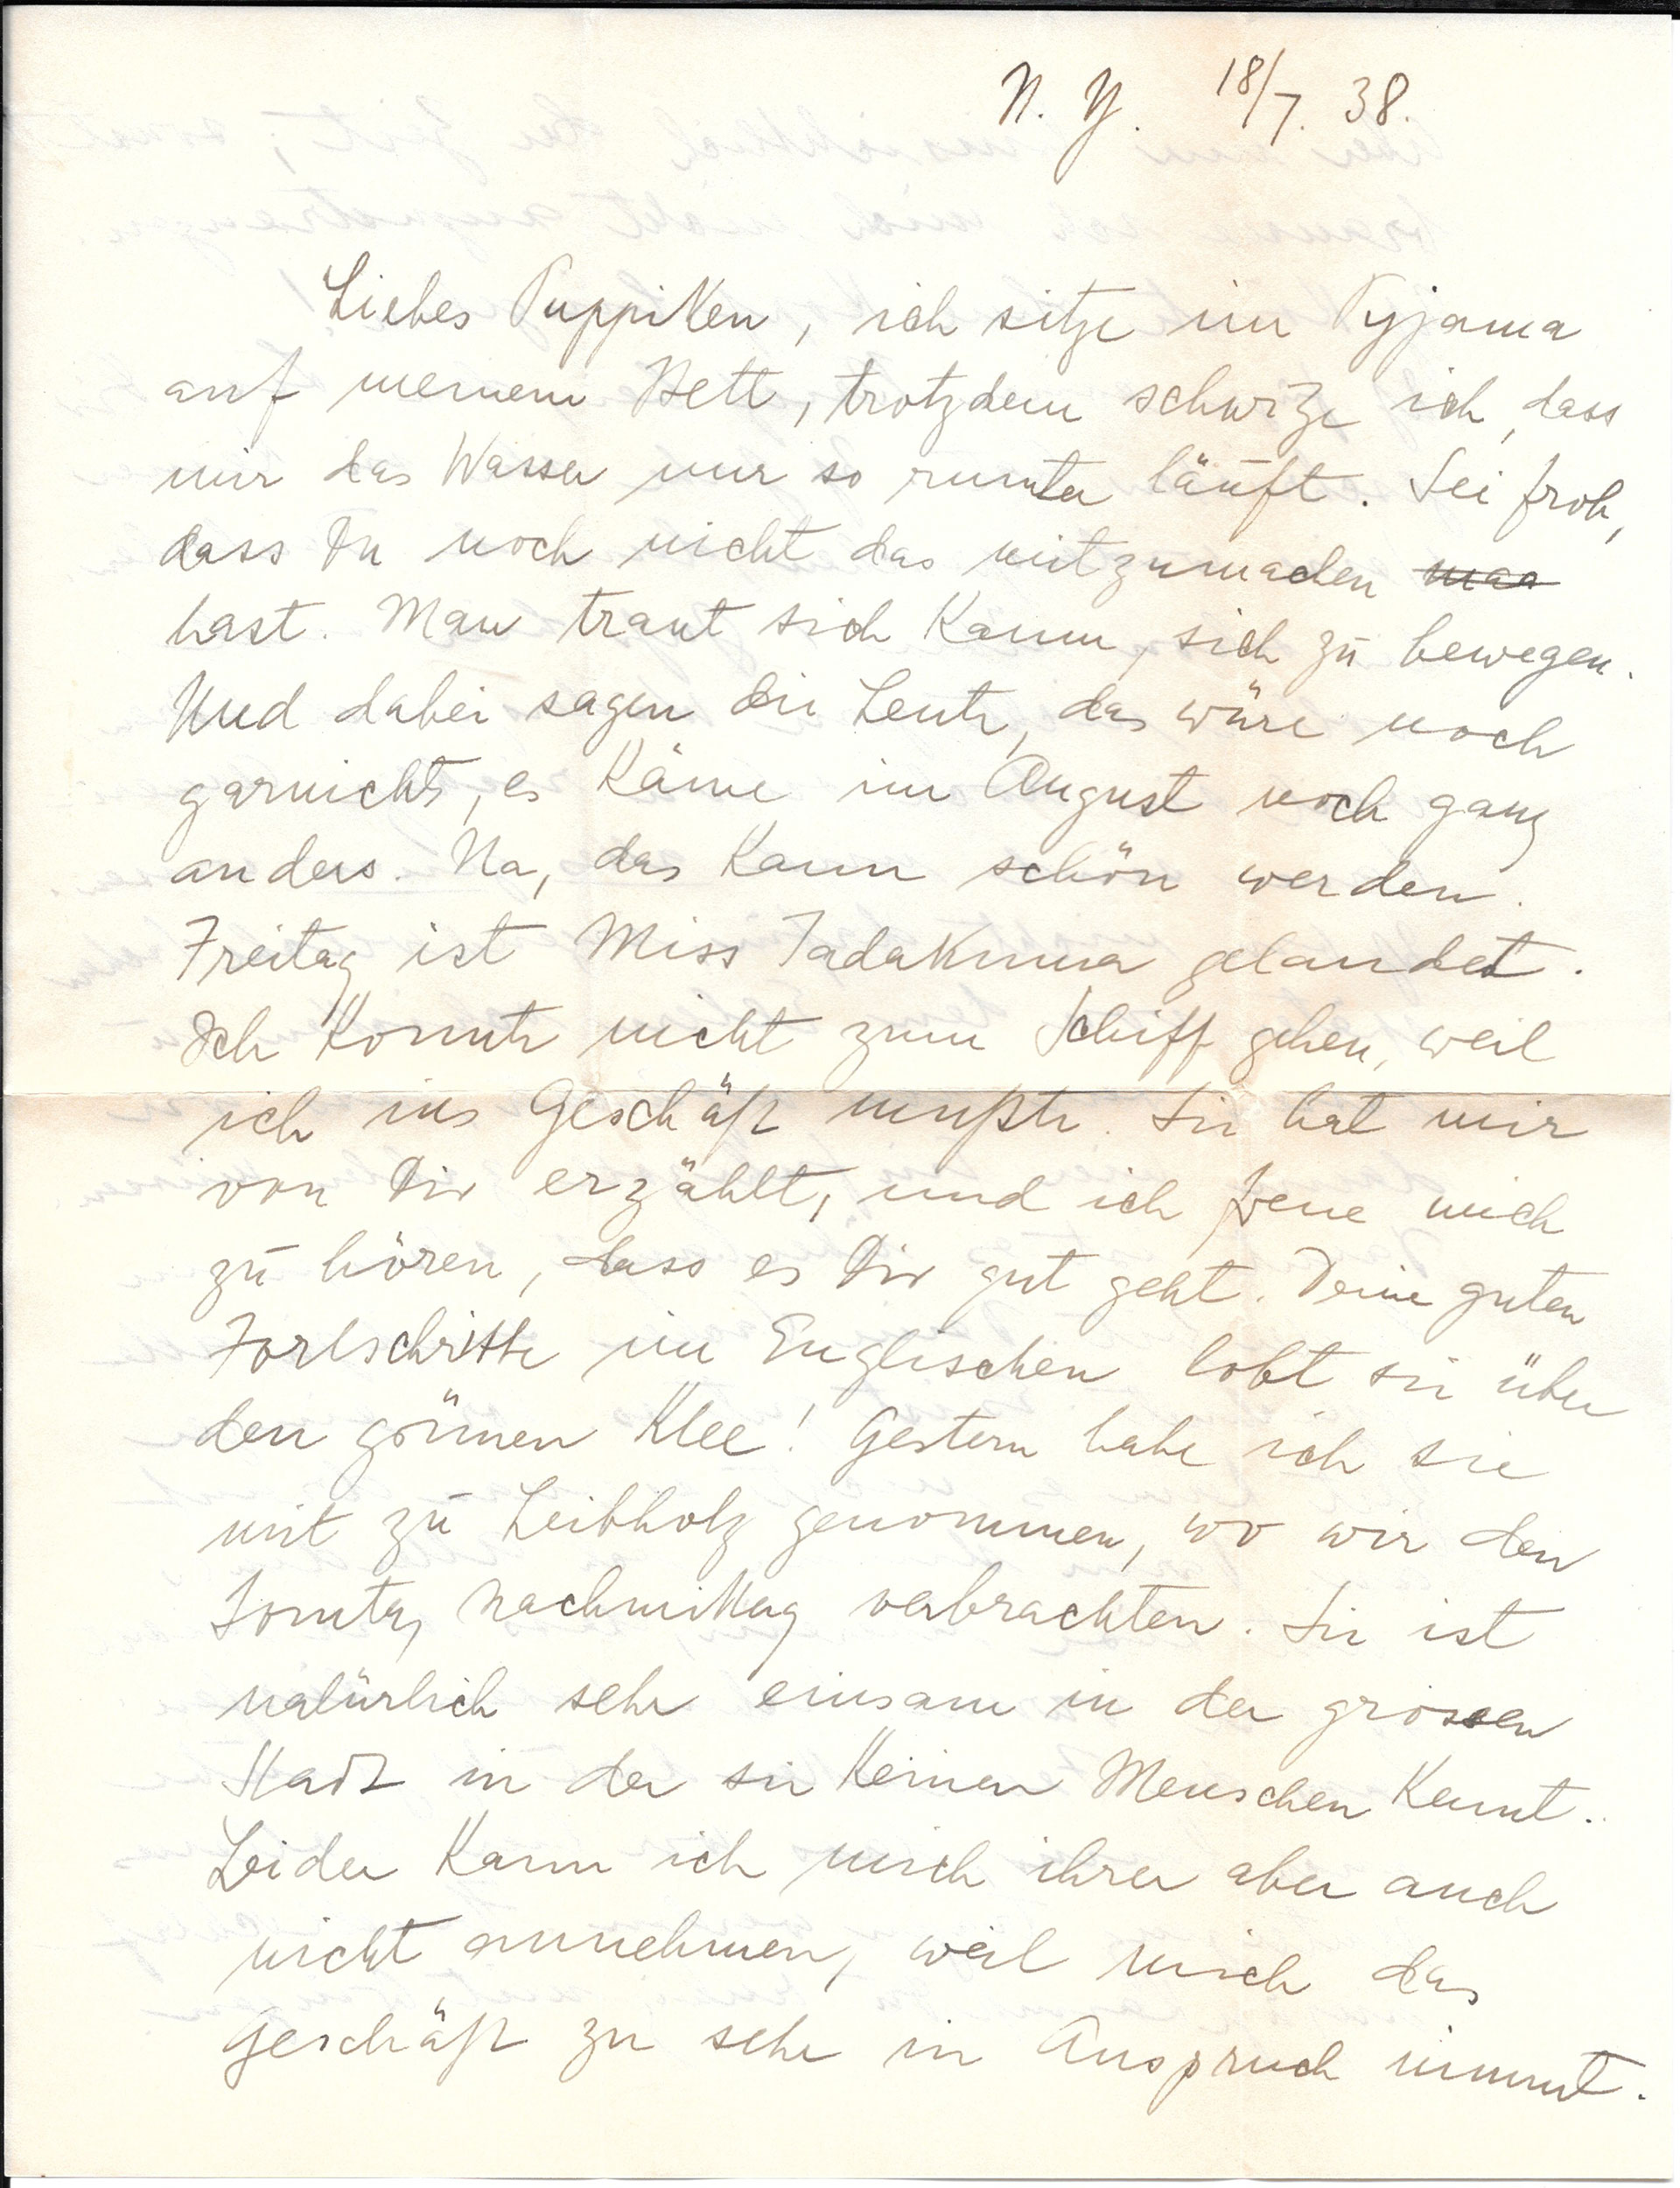 N. Y. 18/7. 38.
Liebes Puppiken, ich sitze im Pyjama
auf meinem Bett, trotzdem schwize ich, dass
mir das Wasser nur so runter läuft. Sei froh,
dass Du noch nicht das mitzumachen maa
hast. Man traut sich kaum, sich zu bewegen.
Und dabei sagen die Leute, das wäre noch
garnichts, es käme im August noch ganz
anders. Na, das kann schön werden.
Freitag ist Miss Tadakuma gelandet.
Ich konnte nicht zum Schiff gehen, weil
ich ins Geschäft mußte. Sie hat mir
von Dir erzählt, und ich freue mich
zu hören, dass es Dir gut geht. Deine guten
Fortschritte im Englischen lobt sie über
den grünen Klee! Gestern habe ich sie
mit zu Leibholz genommen, wo wir den
Sonntag nachmittag verbrachten. Sie ist
natürlich sehr einsam in der grossen
Stadt in der sie keinen Menschen kennt.
Leider kann ich mich ihrer aber auch
nicht annehmen, weil mich das
Geschäft zu sehr in Anspruch nimmt.